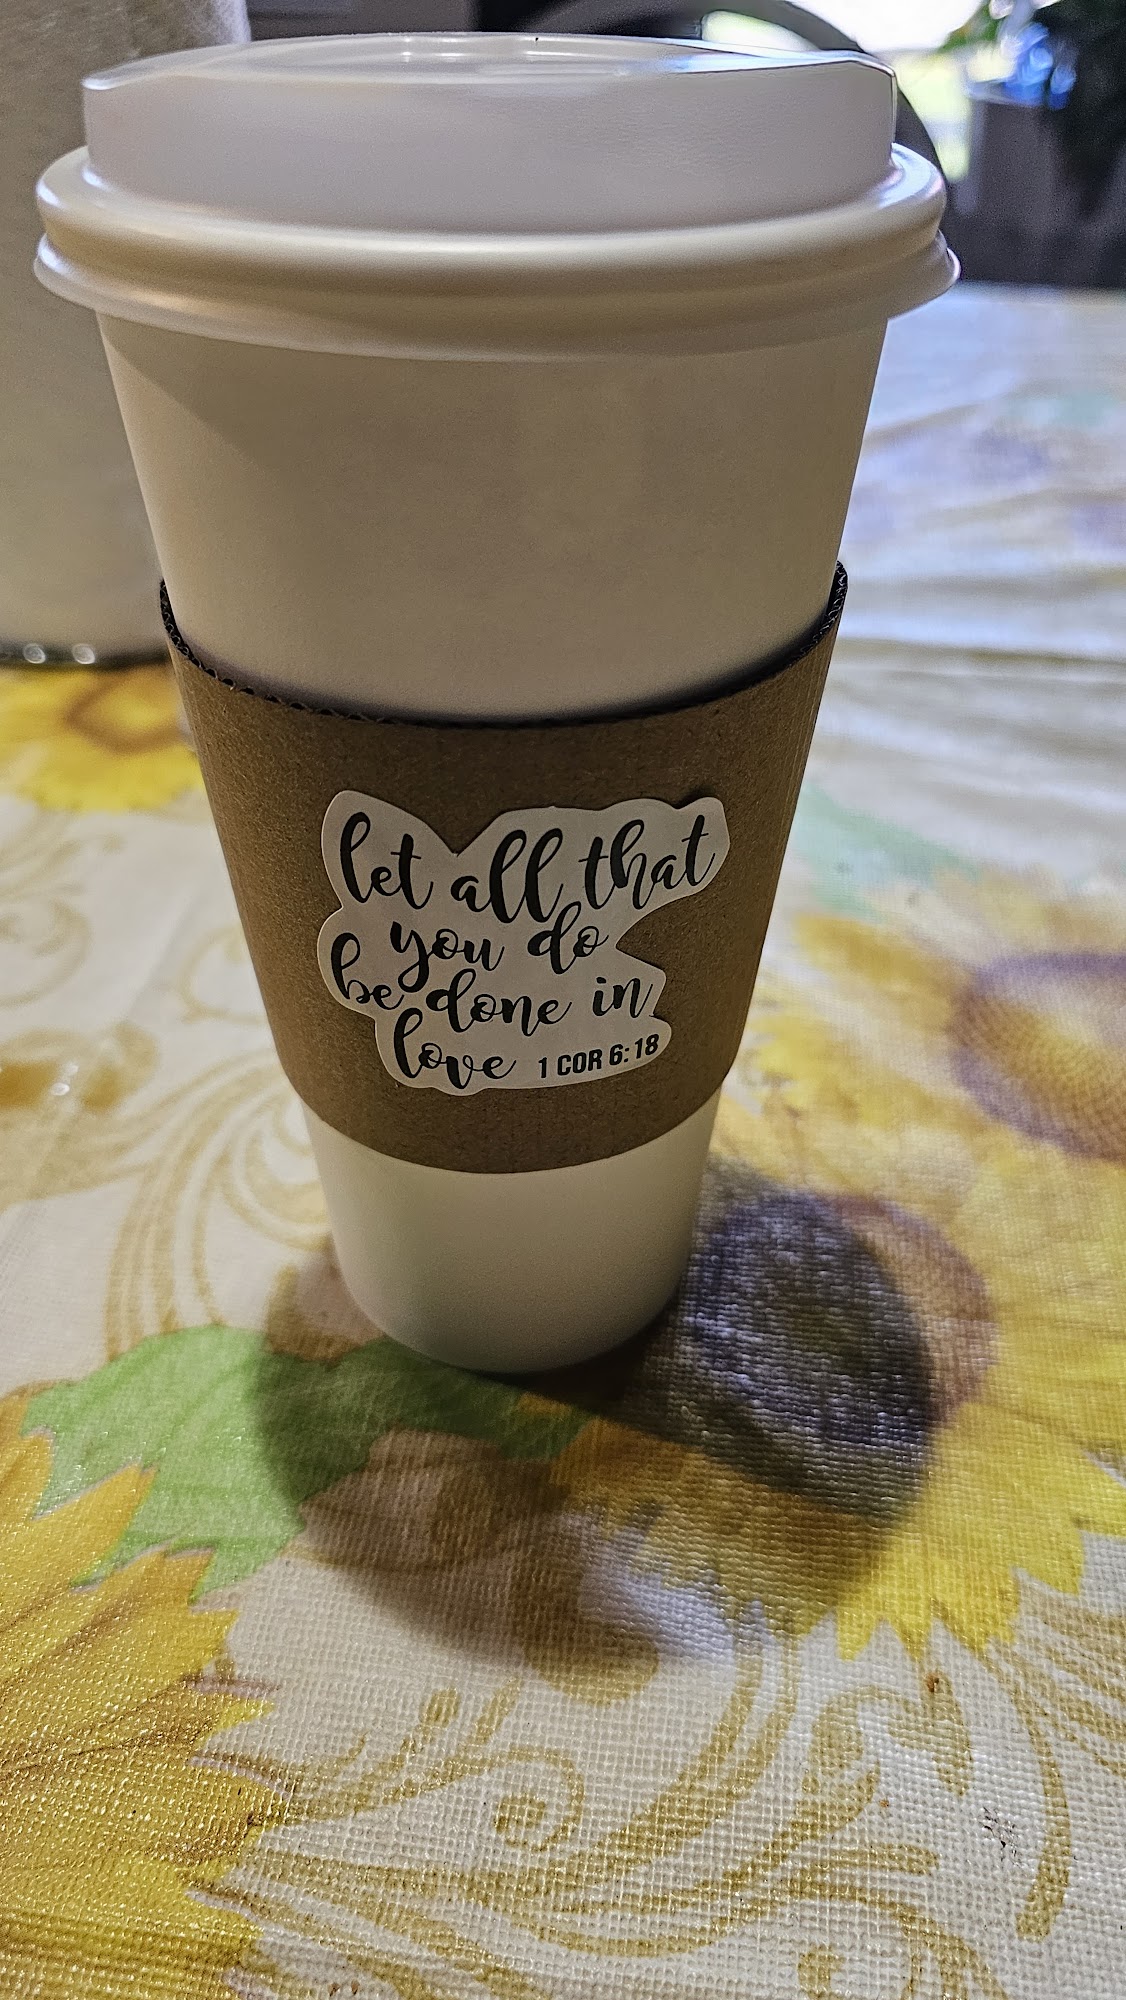 let all that
you do
be done in
love 1 COR 6:18